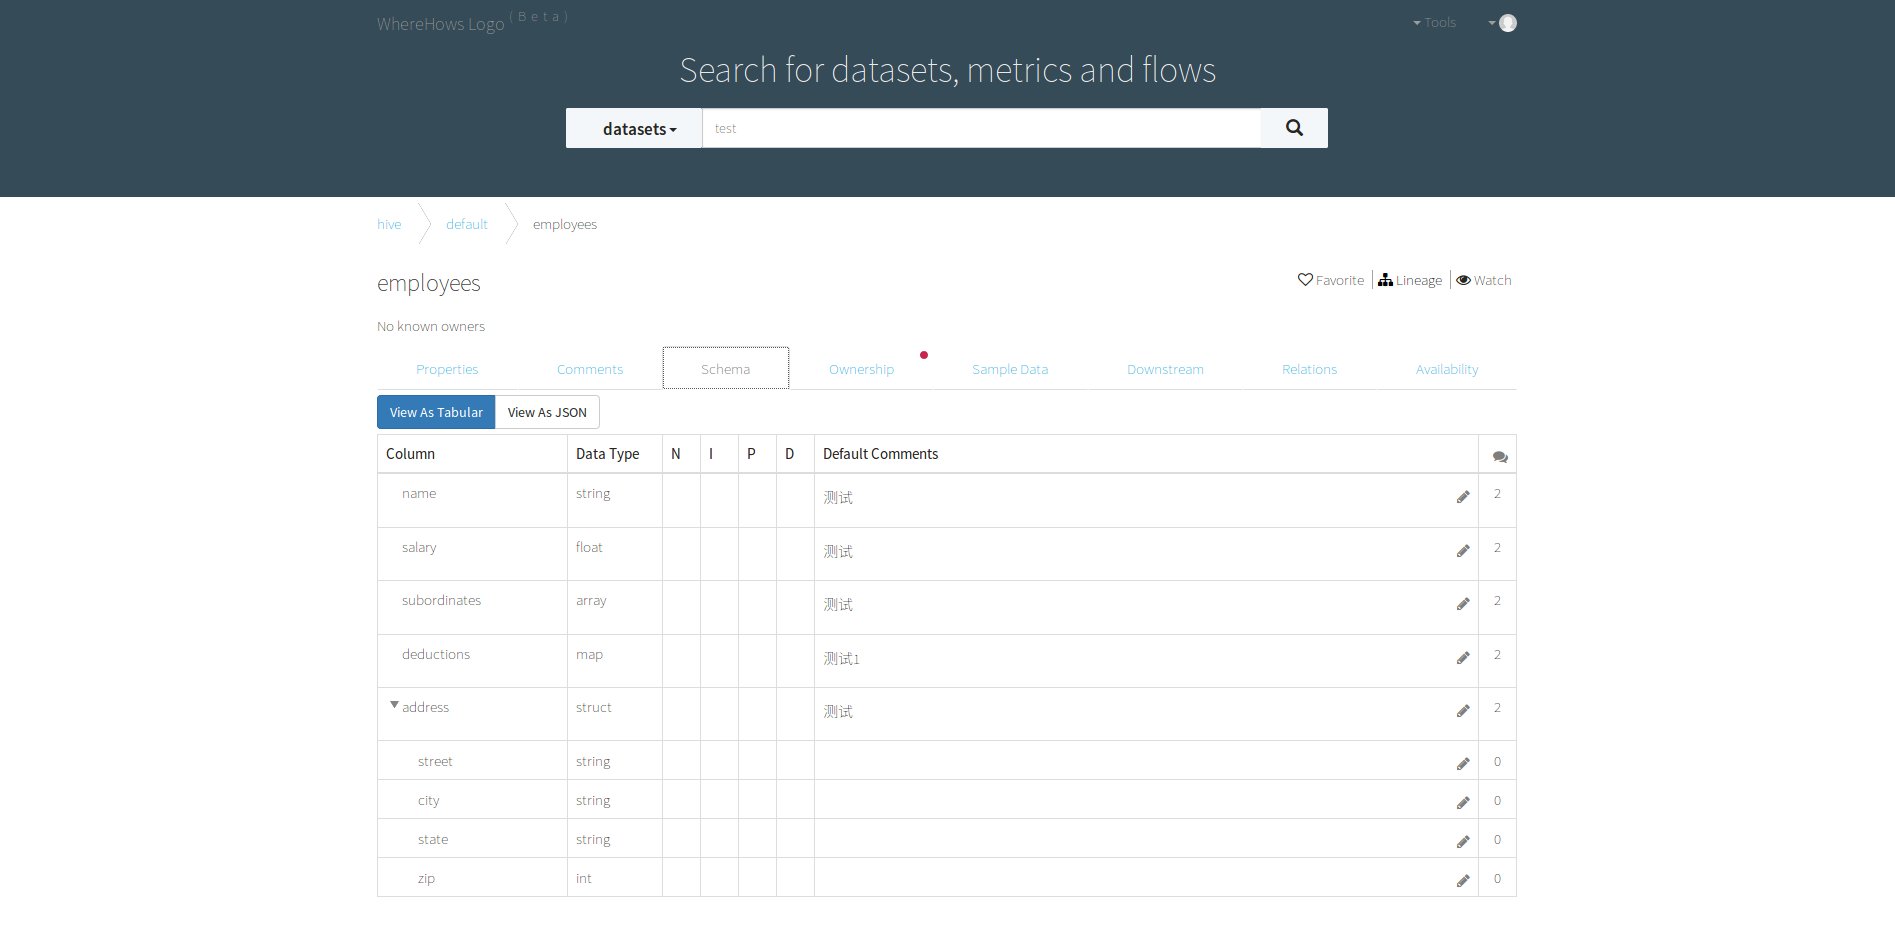 WhereHows Logo (Beta)
Tools
Search for datasets, metrics and flows
datasets
test
hive default employees
employees
Favorite Lineage Watch
No known owners
Properties Comments Schema Ownership Sample Data Downstream Relations Availability
View As Tabular View As JSON
Column Data Type N I P D Default Comments
name string 测试 2
salary float 测试 2
subordinates array 测试 2
deductions map 测试1 2
address struct 测试 2
street string 0
city string 0
state string 0
zip int 0